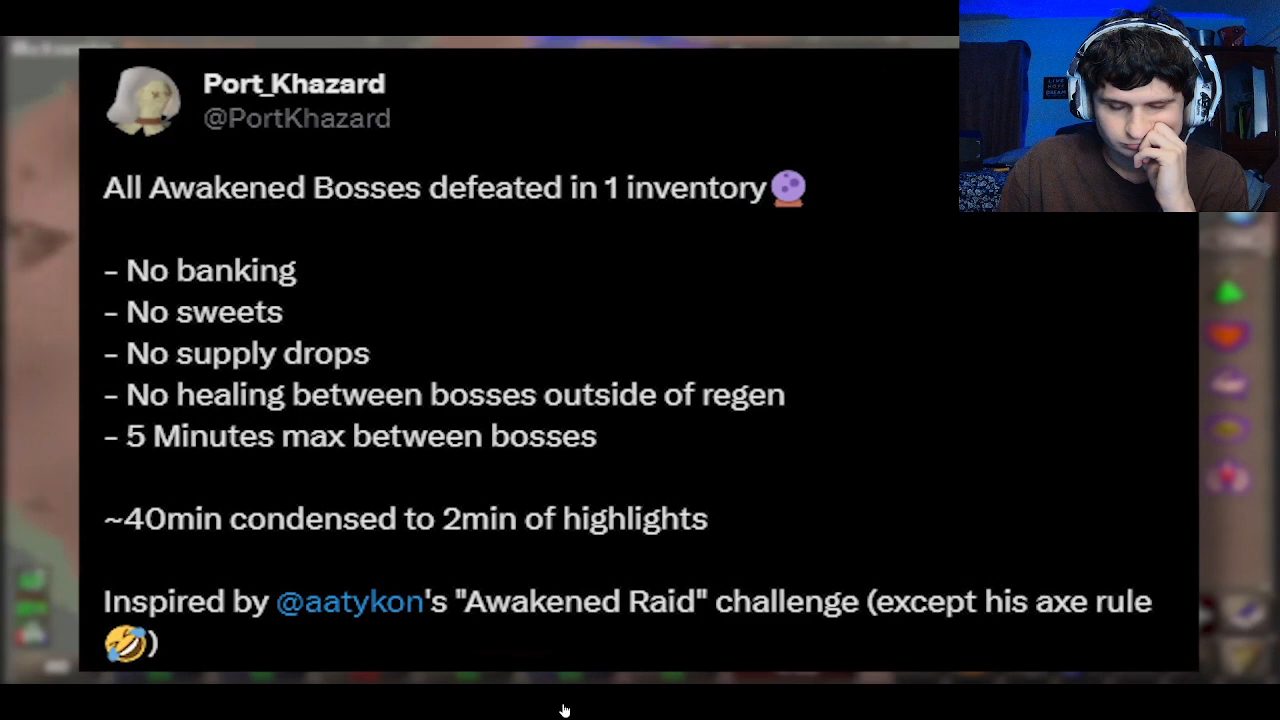 Port_Khazard
@PortKhazard
All Awakened Bosses defeated in 1 inventory🔮
- No banking
- No sweets
- No supply drops
- No healing between bosses outside of regen
- 5 Minutes max between bosses
~40min condensed to 2min of highlights
Inspired by @aatykon's "Awakened Raid" challenge (except his axe rule
🤣)